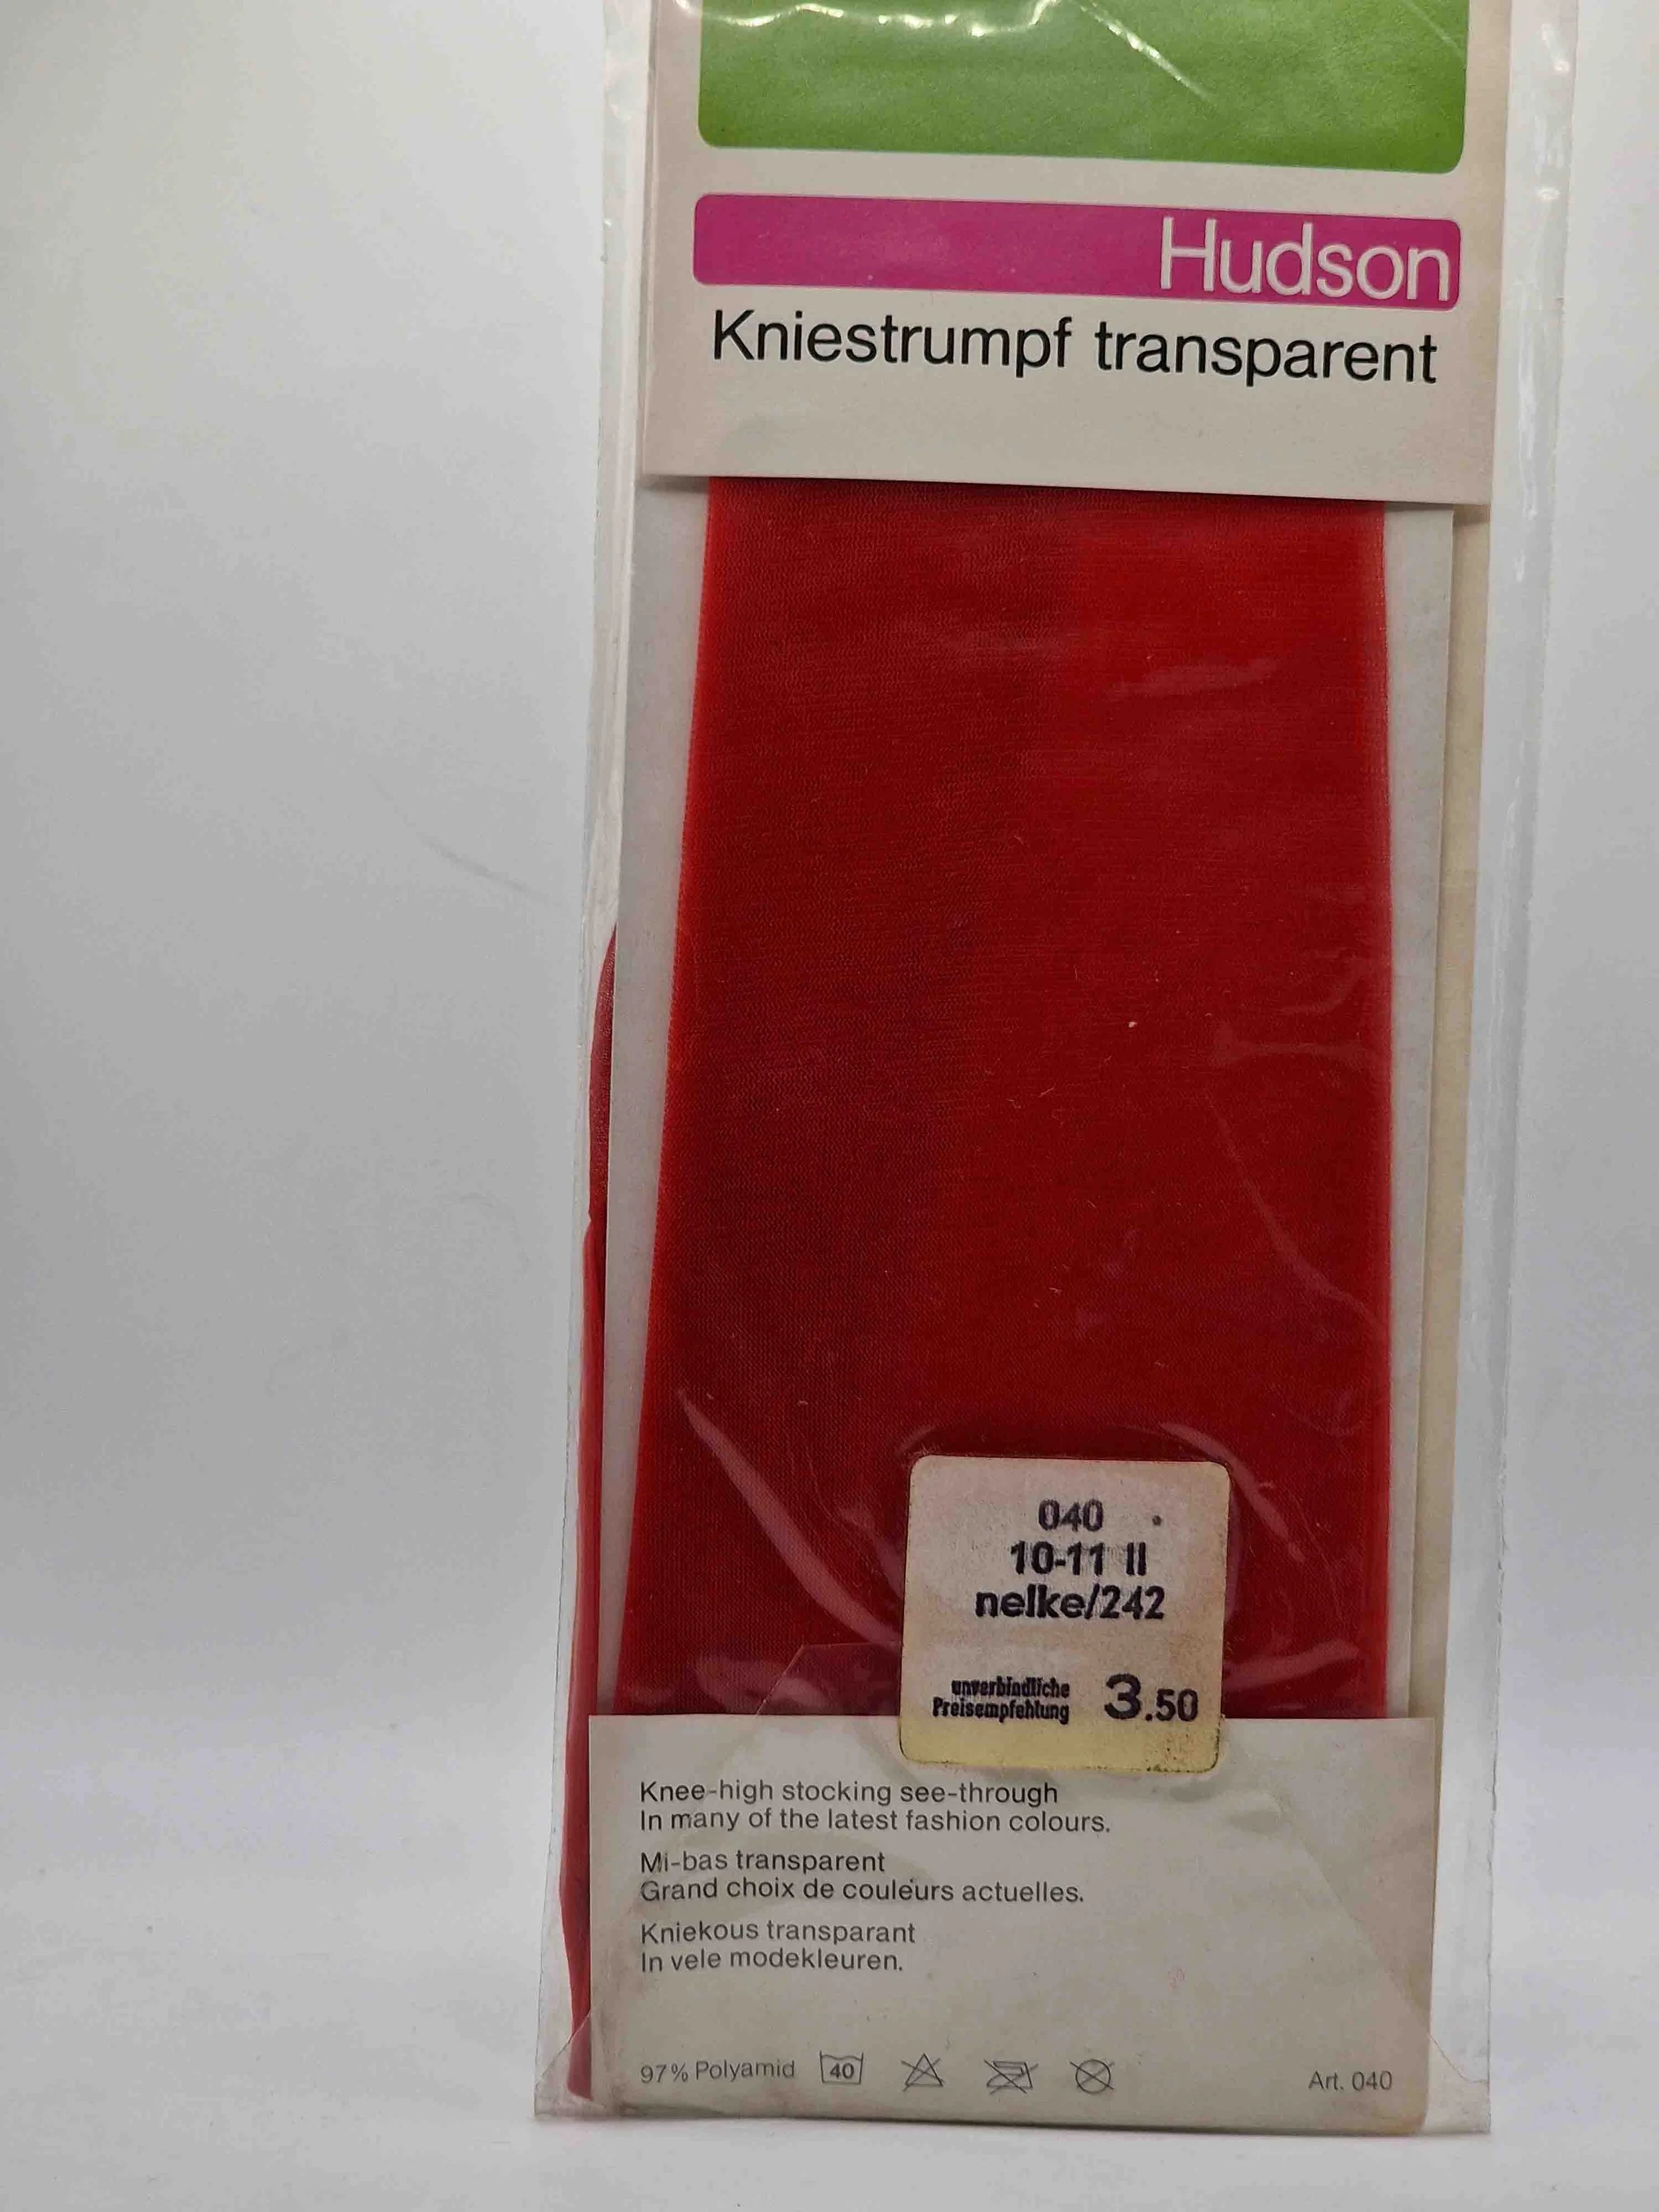 Hudson
Kniestrumpf transparent
040
10-11 II
nelke/242
unverbindliche
Preisempfehlung 3.50
Knee-high stocking see-through
In many of the latest fashion colours.
Mi-bas transparent
Grand choix de couleurs actuelles.
Kniekous transparant
In vele modekleuren.
97% Polyamid 40 Art. 040